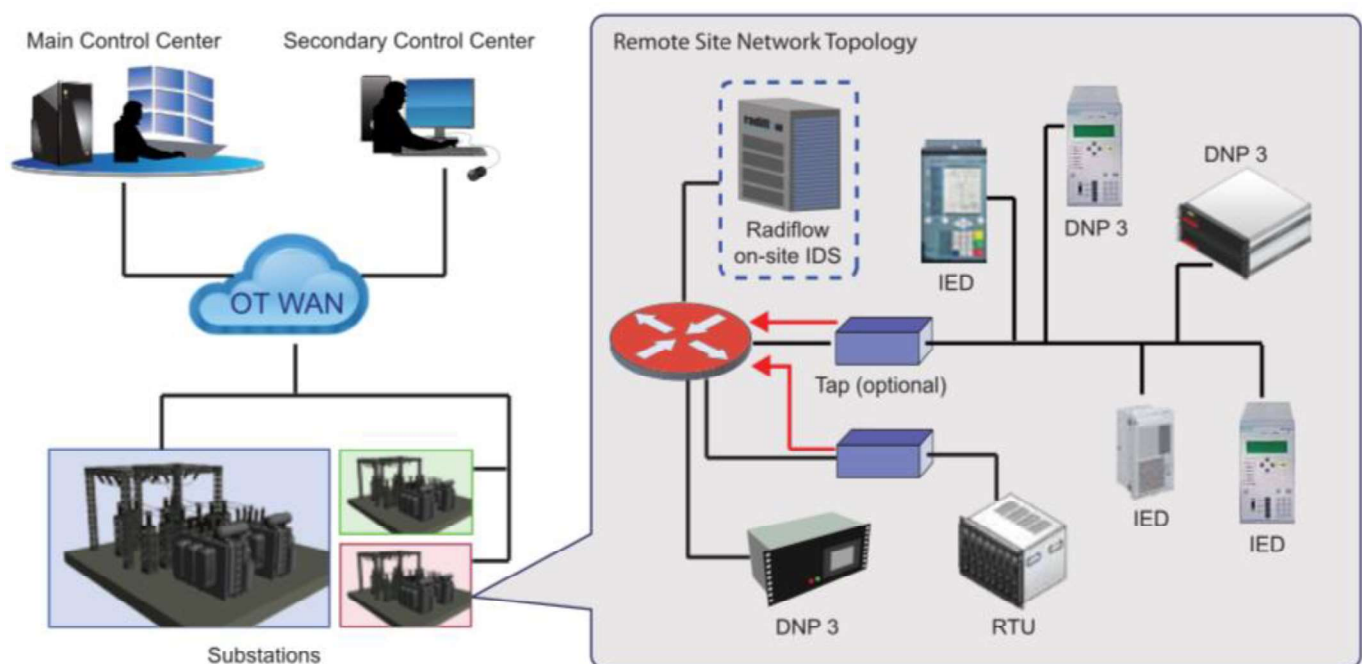 Main Control Center
Secondary Control Center
OT WAN
Substations
Remote Site Network Topology
Radiflow
on-site IDS
IED
DNP 3
DNP 3
Tap (optional)
IED
IED
DNP 3
RTU